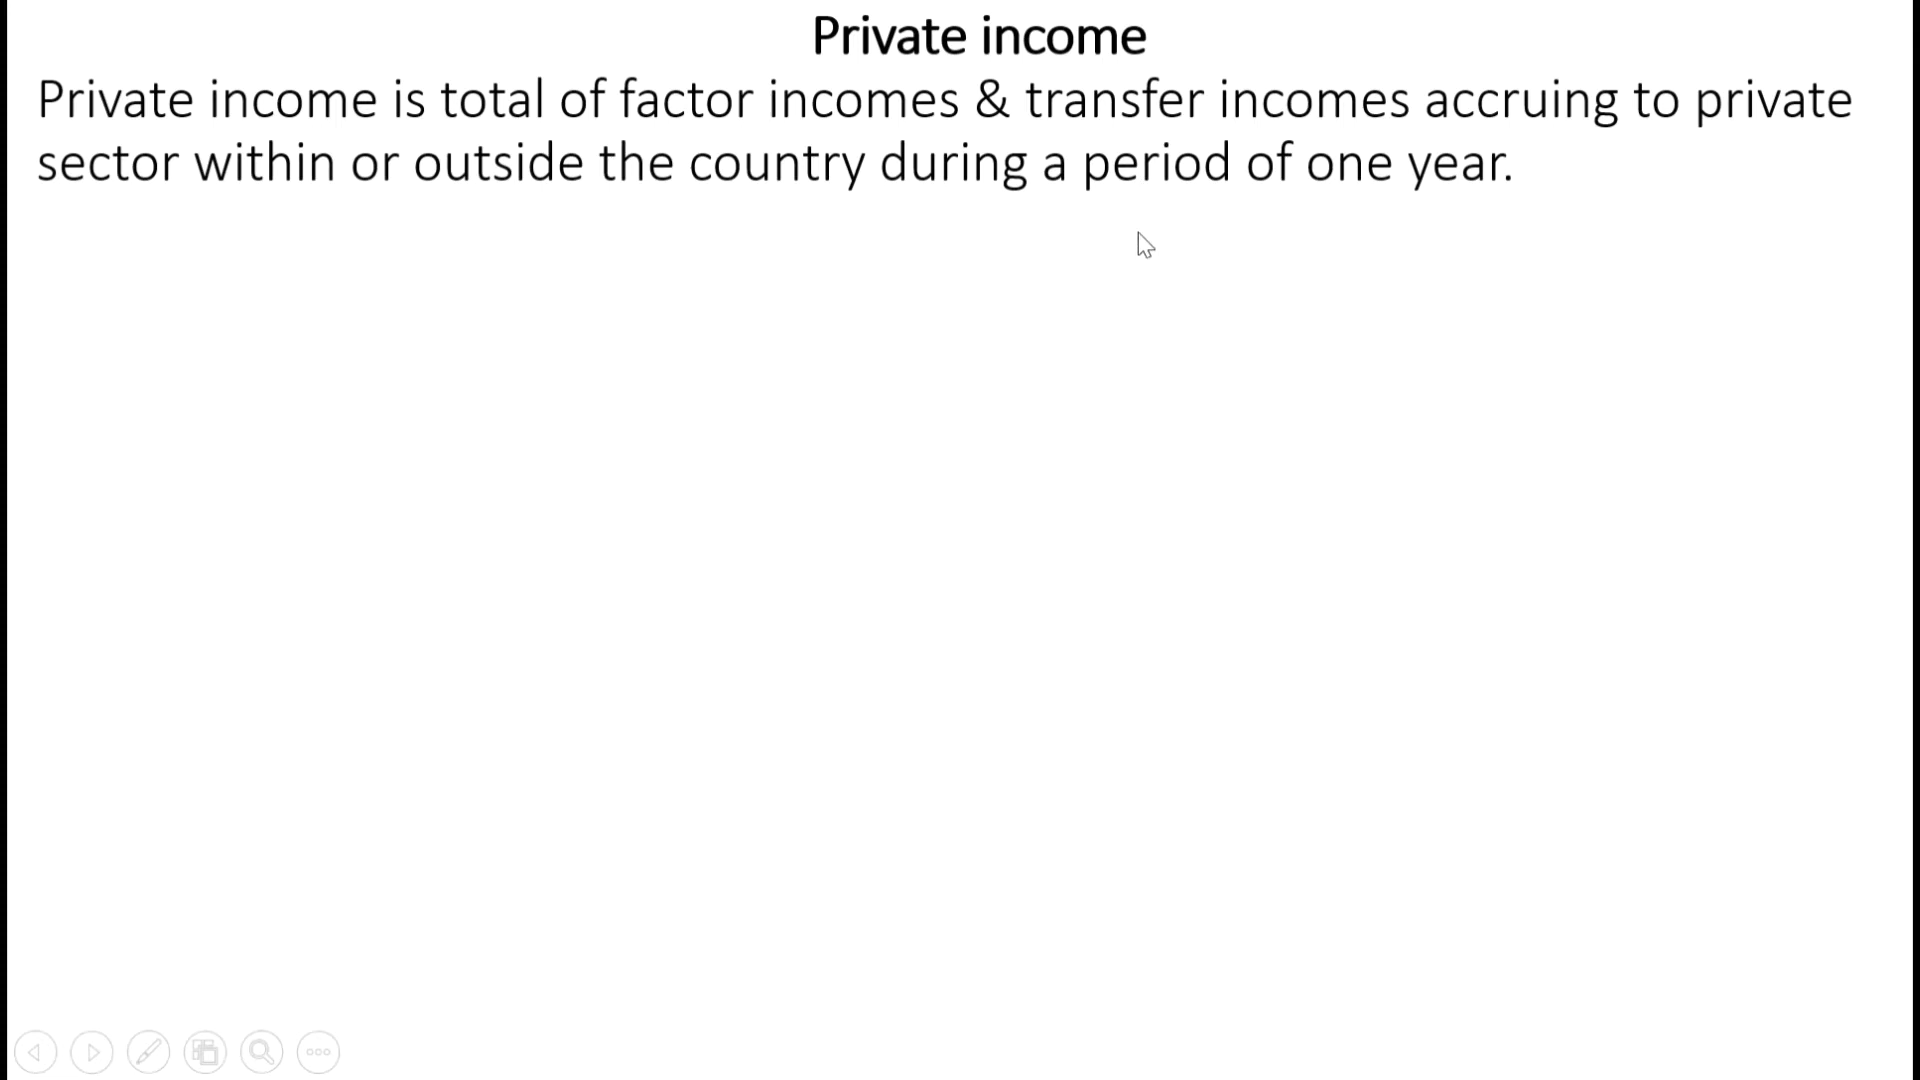 Private income
Private income is total of factor incomes & transfer incomes accruing to private
sector within or outside the country during a period of one year.